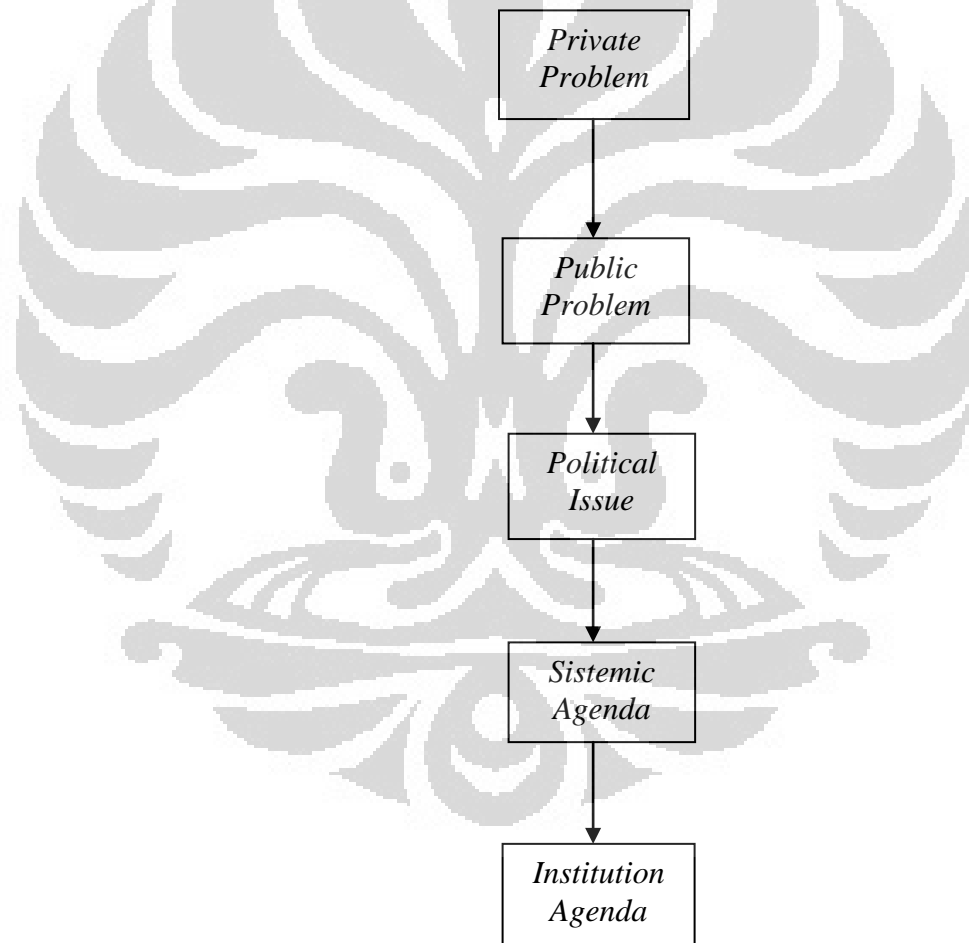 Private
Problem
Public
Problem
Political
Issue
Sistemic
Agenda
Institution
Agenda